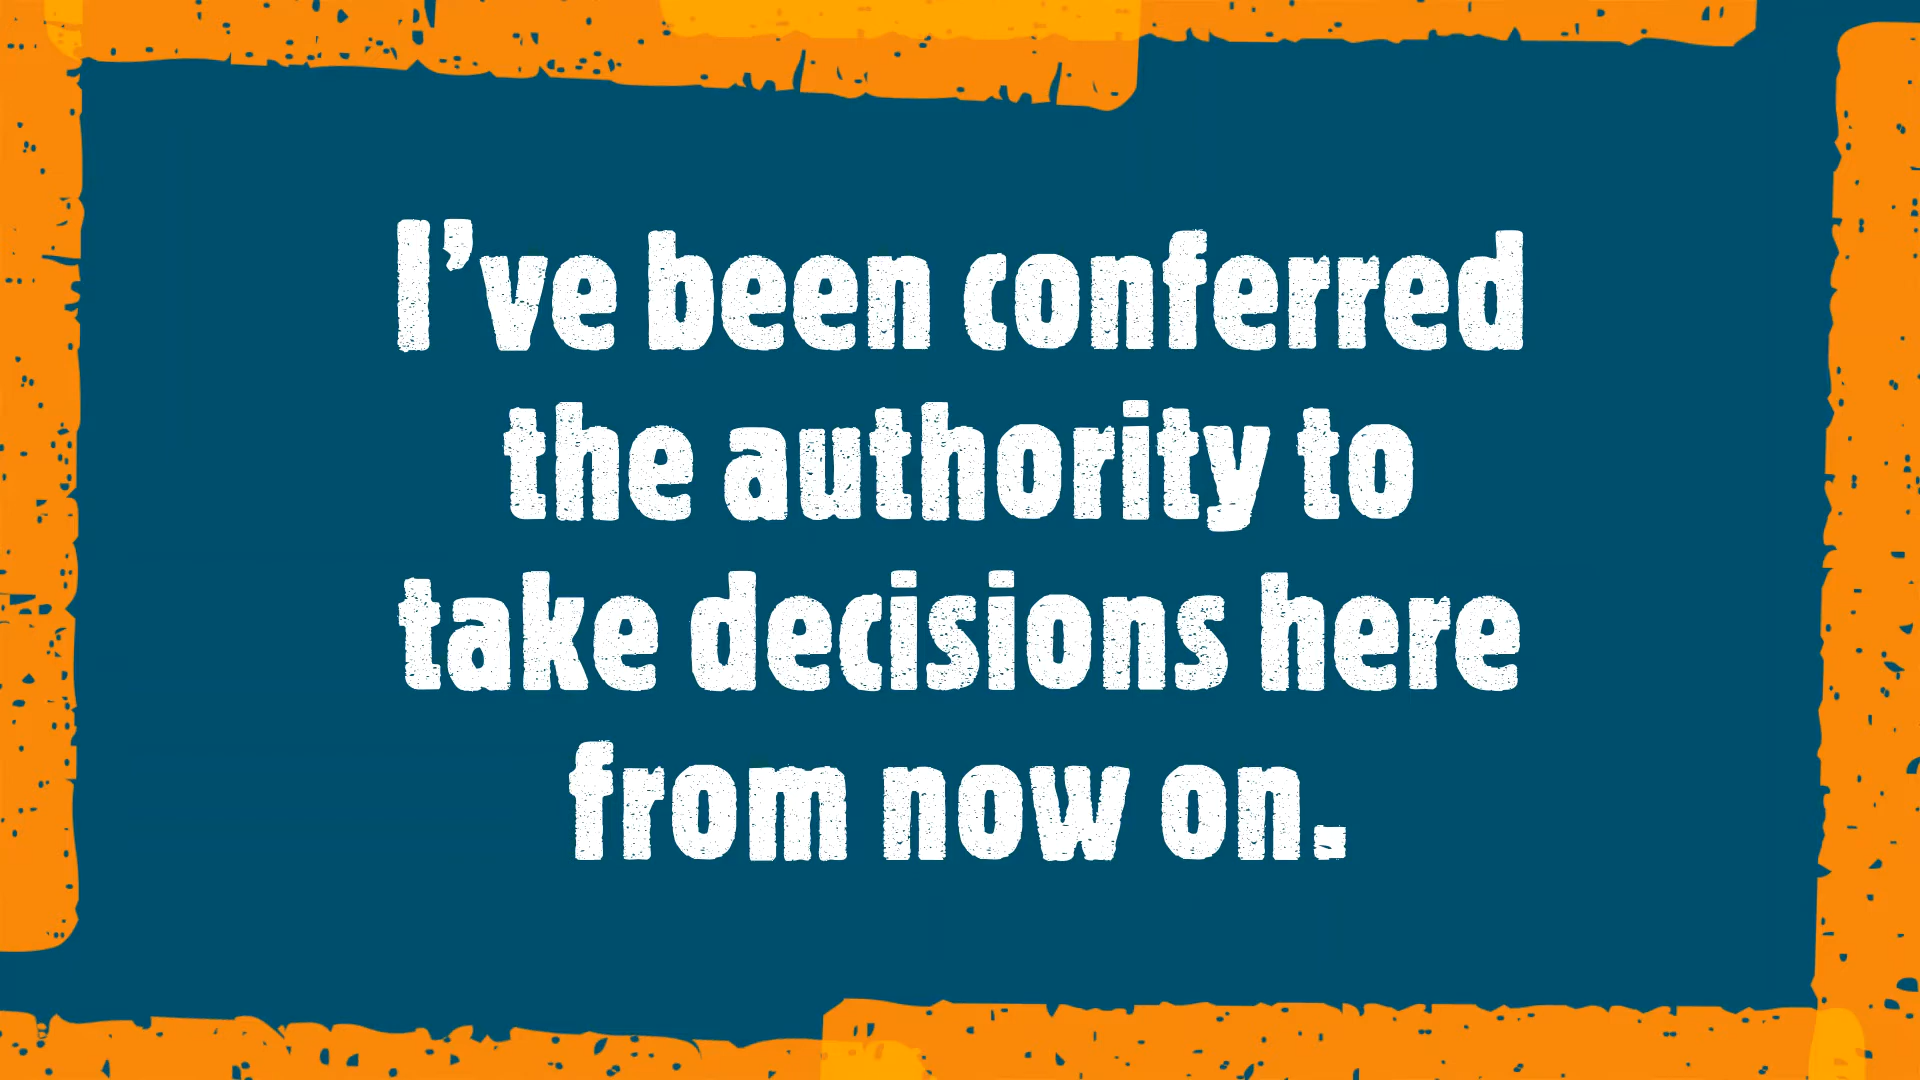 I’ve been conferred
the authority to
take decisions here
from now on.